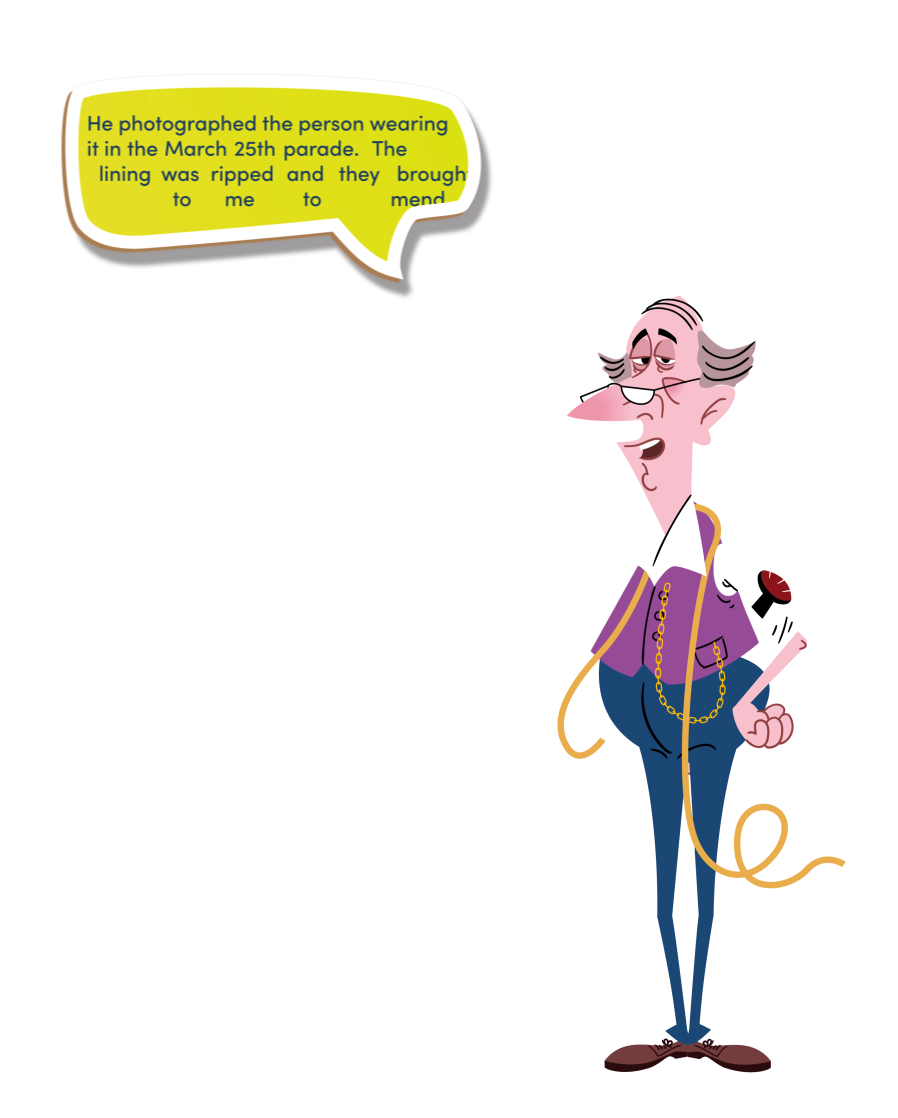 He photographed the person wearing
it in the March 25th parade. The
lining was ripped and they brough
to me to mend